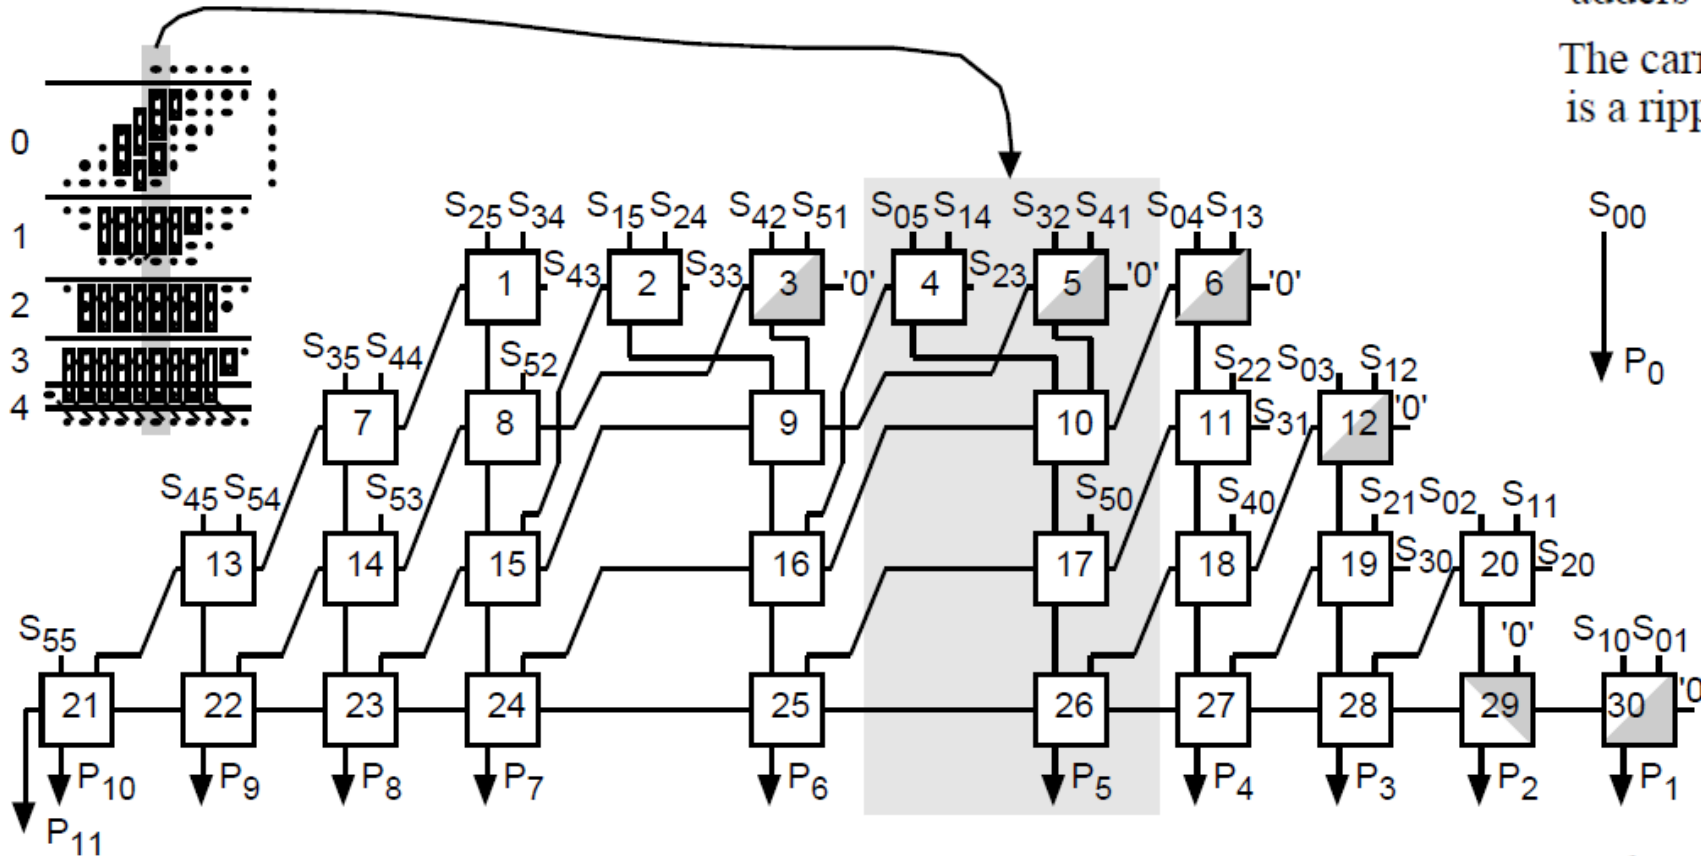 adders
The carr
is a ripp
0
1
2
3
4
S25 S34 S15 S24 S42 S51 S05 S14 S32 S41 S04 S13 S00
1 S43 2 S33 3 '0' 4 S23 5 '0' 6 '0'
S35 S44 S52 S22 S03 S12 P0
7 8 9 10 11 S31 12 '0'
S45 S54 S53 S50 S40 S21 S02 S11
13 14 15 16 17 18 19 S30 20 S20
S55 '0' S10 S01
21 22 23 24 25 26 27 28 29 30 '0
P10 P9 P8 P7 P6 P5 P4 P3 P2 P1
P11